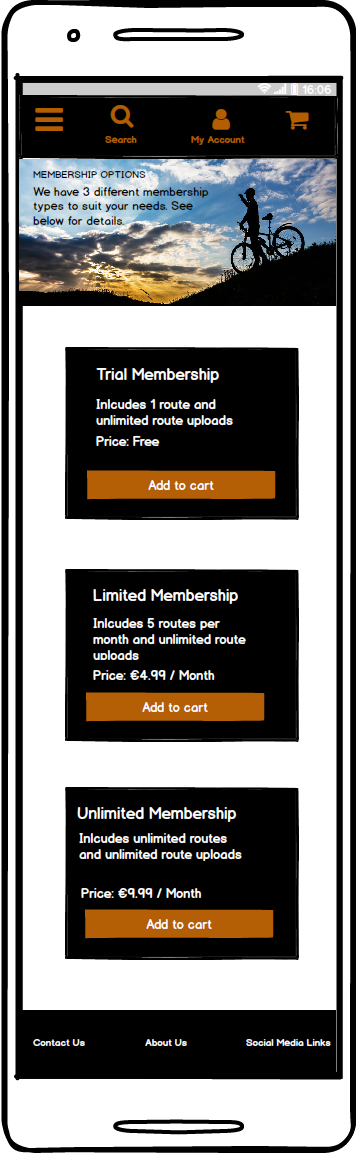 16:06
Search
My Account
MEMBERSHIP OPTIONS
We have 3 different membership
types to suit your needs. See
below for details.
Trial Membership
Inlcudes 1 route and
unlimited route uploads
Price: Free
Add to cart
Limited Membership
Inlcudes 5 routes per
month and unlimited route
uploads
Price: €4.99 / Month
Add to cart
Unlimited Membership
Inlcudes unlimited routes
and unlimited route uploads
Price: €9.99 / Month
Add to cart
Contact Us
About Us
Social Media Links